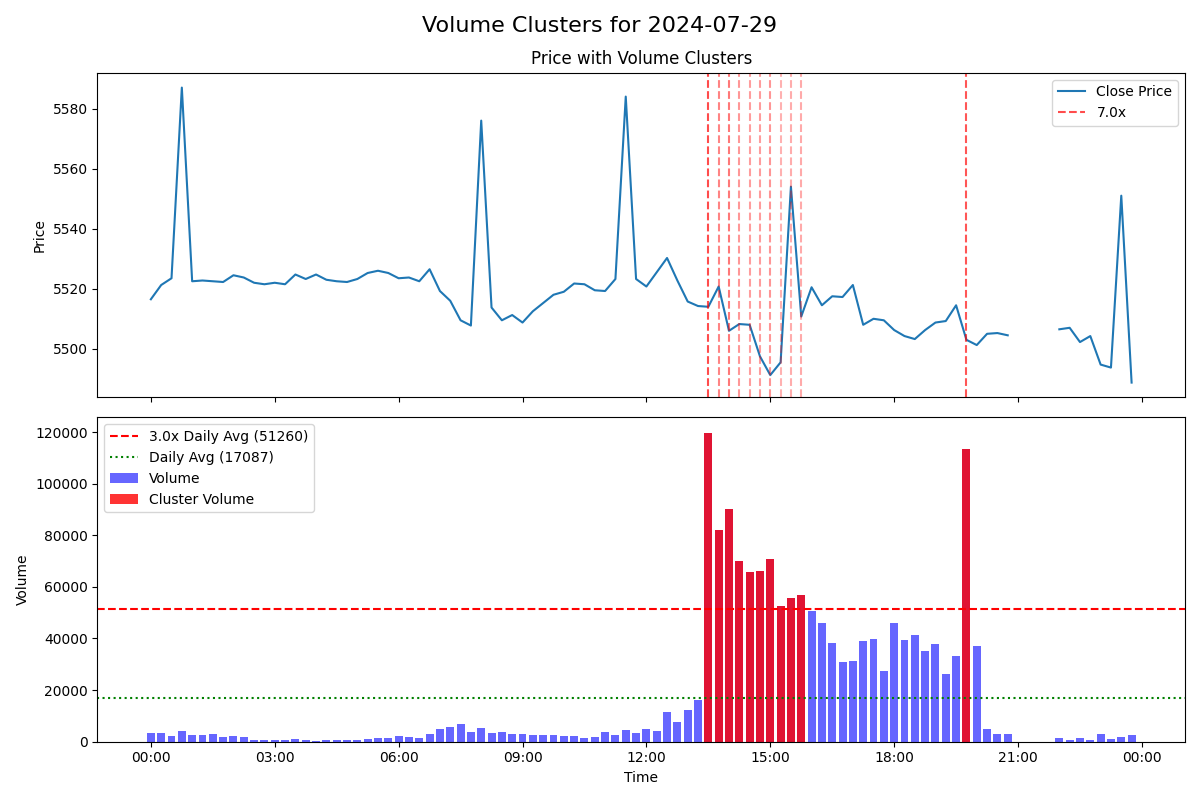 Volume Clusters for 2024-07-29
Price with Volume Clusters
Price
5580
5560
5540
5520
5500
Close Price
7.0x
Volume
120000
100000
80000
60000
40000
20000
0
3.0x Daily Avg (51260)
Daily Avg (17087)
Volume
Cluster Volume
00:00
03:00
06:00
09:00
12:00
15:00
18:00
21:00
00:00
Time